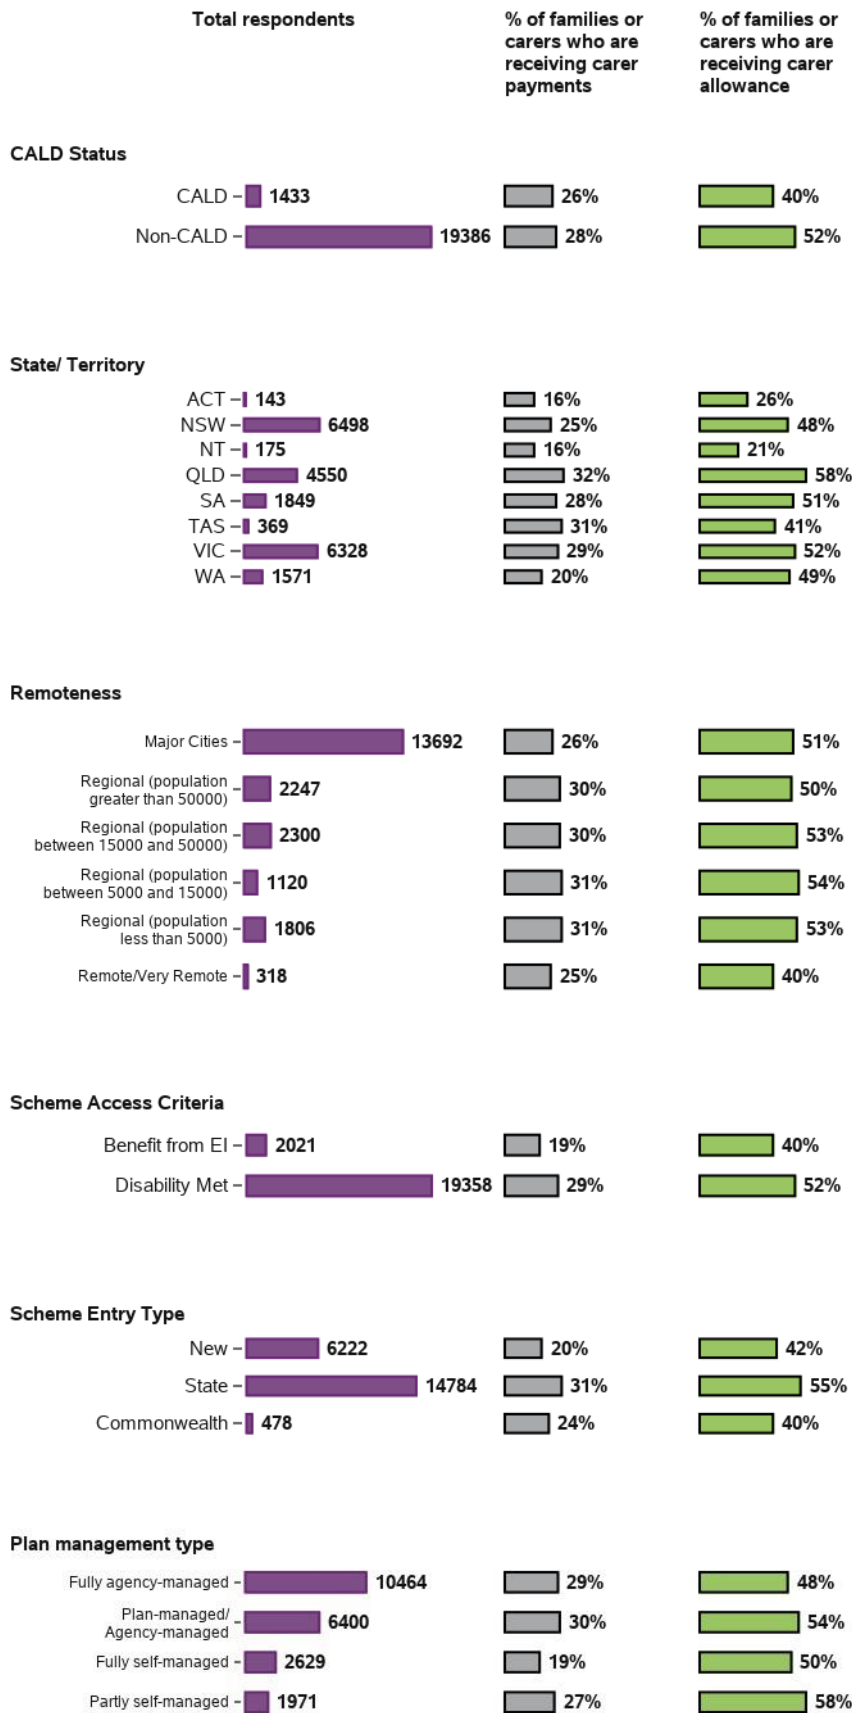 Total respondents
% of families or
carers who are
receiving carer
payments
% of families or
carers who are
receiving carer
allowance
CALD Status
CALD 1433 26% 40%
Non-CALD 19386 28% 52%
State/ Territory
ACT 143 16% 26%
NSW 6498 25% 48%
NT 175 16% 21%
QLD 4550 32% 58%
SA 1849 28% 51%
TAS 369 31% 41%
VIC 6328 29% 52%
WA 1571 20% 49%
Remoteness
Major Cities 13692 26% 51%
Regional (population
greater than 50000) 2247 30% 50%
Regional (population
between 15000 and 50000) 2300 30% 53%
Regional (population
between 5000 and 15000) 1120 31% 54%
Regional (population
less than 5000) 1806 31% 53%
Remote/Very Remote 318 25% 40%
Scheme Access Criteria
Benefit from EI 2021 19% 40%
Disability Met 19358 29% 52%
Scheme Entry Type
New 6222 20% 42%
State 14784 31% 55%
Commonwealth 478 24% 40%
Plan management type
Fully agency-managed 10464 29% 48%
Plan-managed/
Agency-managed 6400 30% 54%
Fully self-managed 2629 19% 50%
Partly self-managed 1971 27% 58%